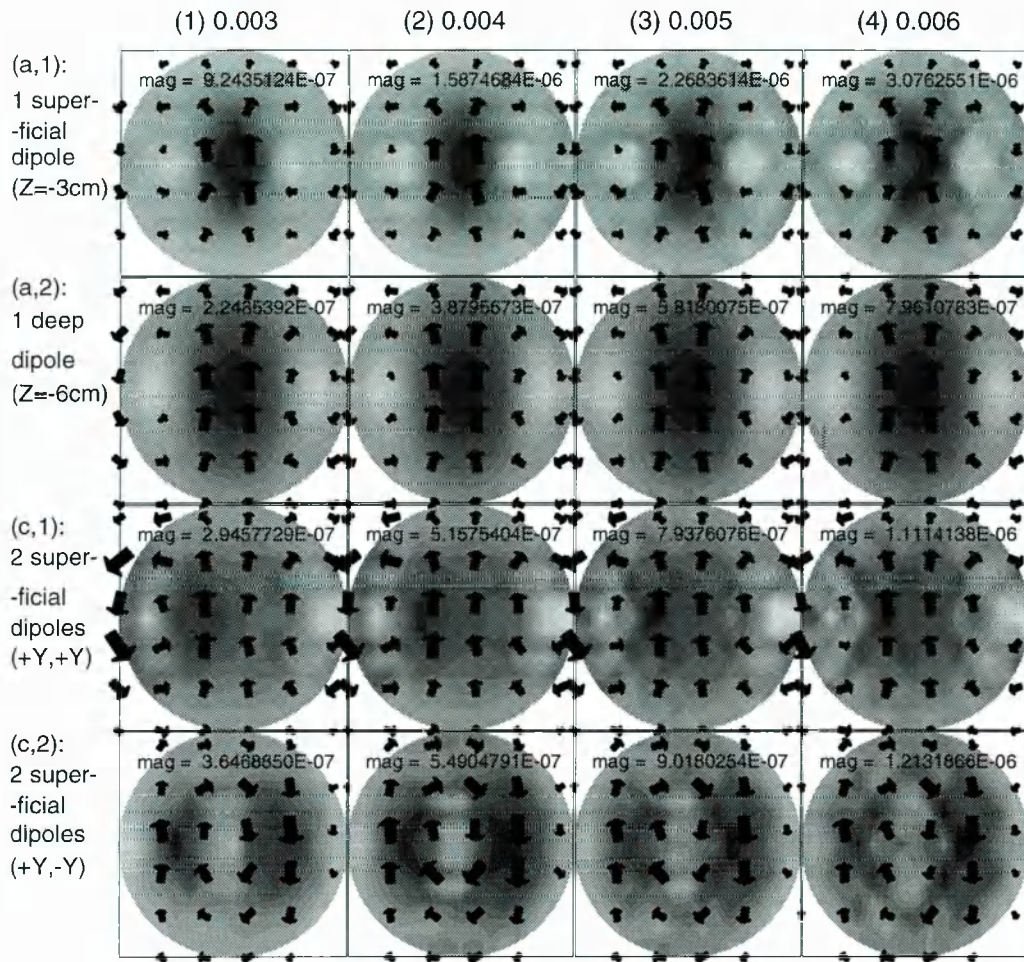 (1) 0.003 (2) 0.004 (3) 0.005 (4) 0.006
(a,1):
1 super-
-ficial
dipole
(Z=-3cm)
mag = 9.2435124E-07 mag = 1.5874684E-06 mag = 2.2683614E-06 mag = 3.0762551E-06
(a,2):
1 deep
dipole
(Z=-6cm)
mag = 2.2485392E-07 mag = 3.8795673E-07 mag = 5.8180075E-07 mag = 7.9610783E-07
(c,1):
2 super-
-ficial
dipoles
(+Y,+Y)
mag = 2.9457729E-07 mag = 5.1575404E-07 mag = 7.9376076E-07 mag = 1.1114138E-06
(c,2):
2 super-
-ficial
dipoles
(+Y,-Y)
mag = 3.6468650E-07 mag = 5.4904791E-07 mag = 9.0180254E-07 mag = 1.2131866E-06